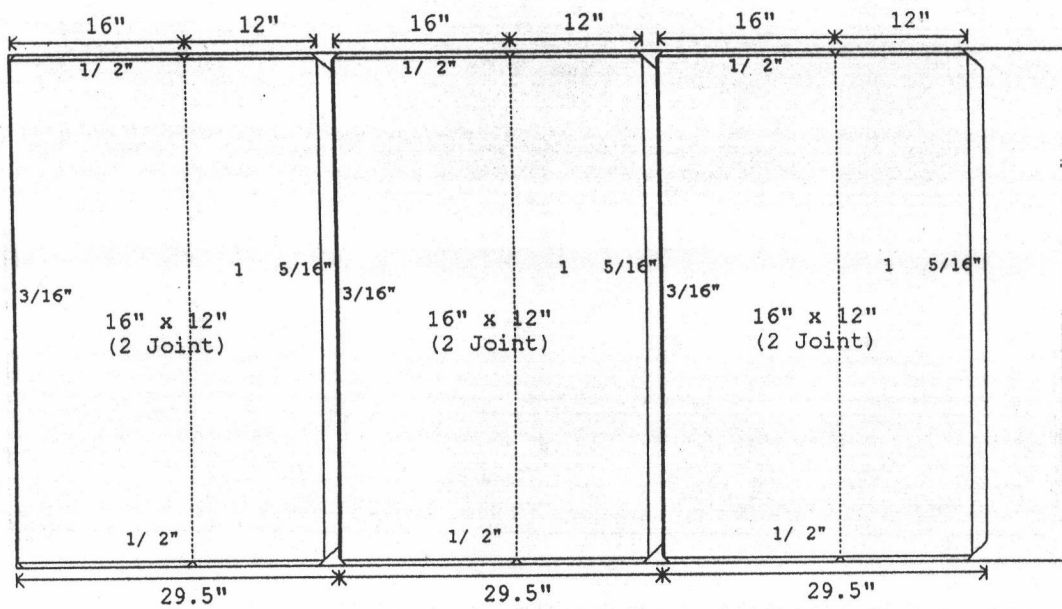 16" 12" 16" 12" 16" 12"
1/ 2" 1/ 2" 1/ 2"
1 5/16" 1 5/16" 1 5/16"
3/16" 3/16" 3/16"
16" x 12" 16" x 12" 16" x 12"
(2 Joint) (2 Joint) (2 Joint)
1/ 2" 1/ 2" 1/ 2"
29.5" 29.5" 29.5"